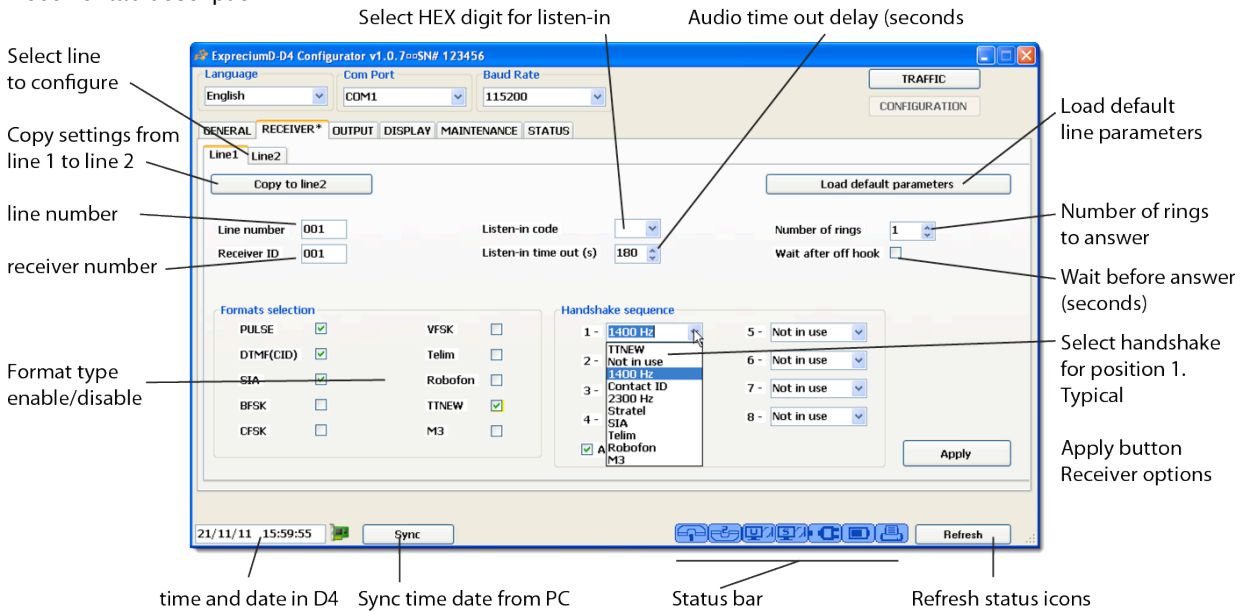 Select HEX digit for listen-in
Audio time out delay (seconds
Select line
to configure
Copy settings from
line 1 to line 2
line number
receiver number
Format type
enable/disable
ExpreciumD-D4 Configurator v1.0.7¤¤SN# 123456
Language
Com Port
Baud Rate
English
COM1
115200
TRAFFIC
CONFIGURATION
GENERAL RECEIVER* OUTPUT DISPLAY MAINTENANCE STATUS
Line1 Line2
Copy to line2
Load default parameters
Line number 001
Receiver ID 001
Listen-in code
Listen-in time out (s) 180
Number of rings 1
Wait after off hook
Formats selection
PULSE
DTMF(CID)
SIA
BFSK
CFSK
VFSK
Telim
Robofon
TTNEW
M3
Handshake sequence
1 - 1400 Hz
2 -
3 -
4 -
TTNEW
Not in use
1400 Hz
Contact ID
2300 Hz
Stratel
SIA
Telim
Robofon
M3
A
5 - Not in use
6 - Not in use
7 - Not in use
8 - Not in use
Apply
21/11/11 15:59:55
Sync
Refresh
Load default
line parameters
Number of rings
to answer
Wait before answer
(seconds)
Select handshake
for position 1.
Typical
Apply button
Receiver options
time and date in D4
Sync time date from PC
Status bar
Refresh status icons